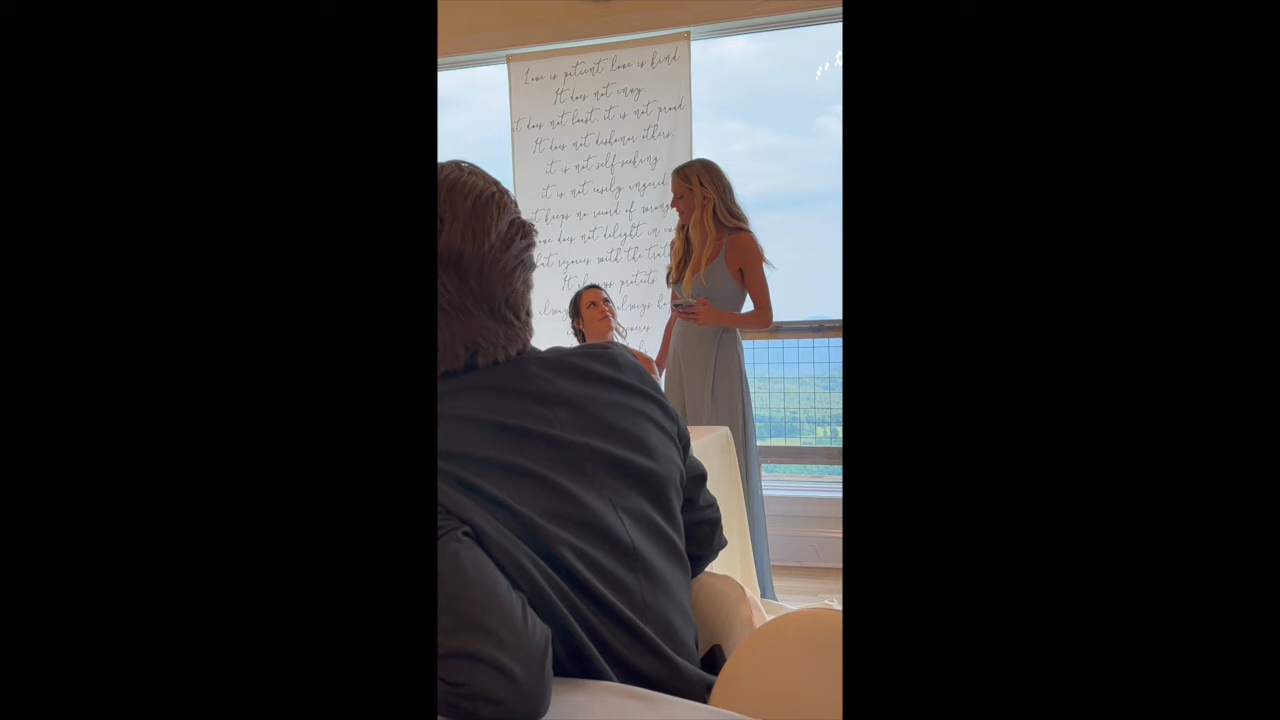 Love is patient love is kind
It does not envy,
it does not boast, it is not proud.
It does not dishonor others,
it is not self-seeking
it is not easily angered,
it keeps no record of wrongs
Love does not delight in
but rejoices with the truth
It always protects,
always always